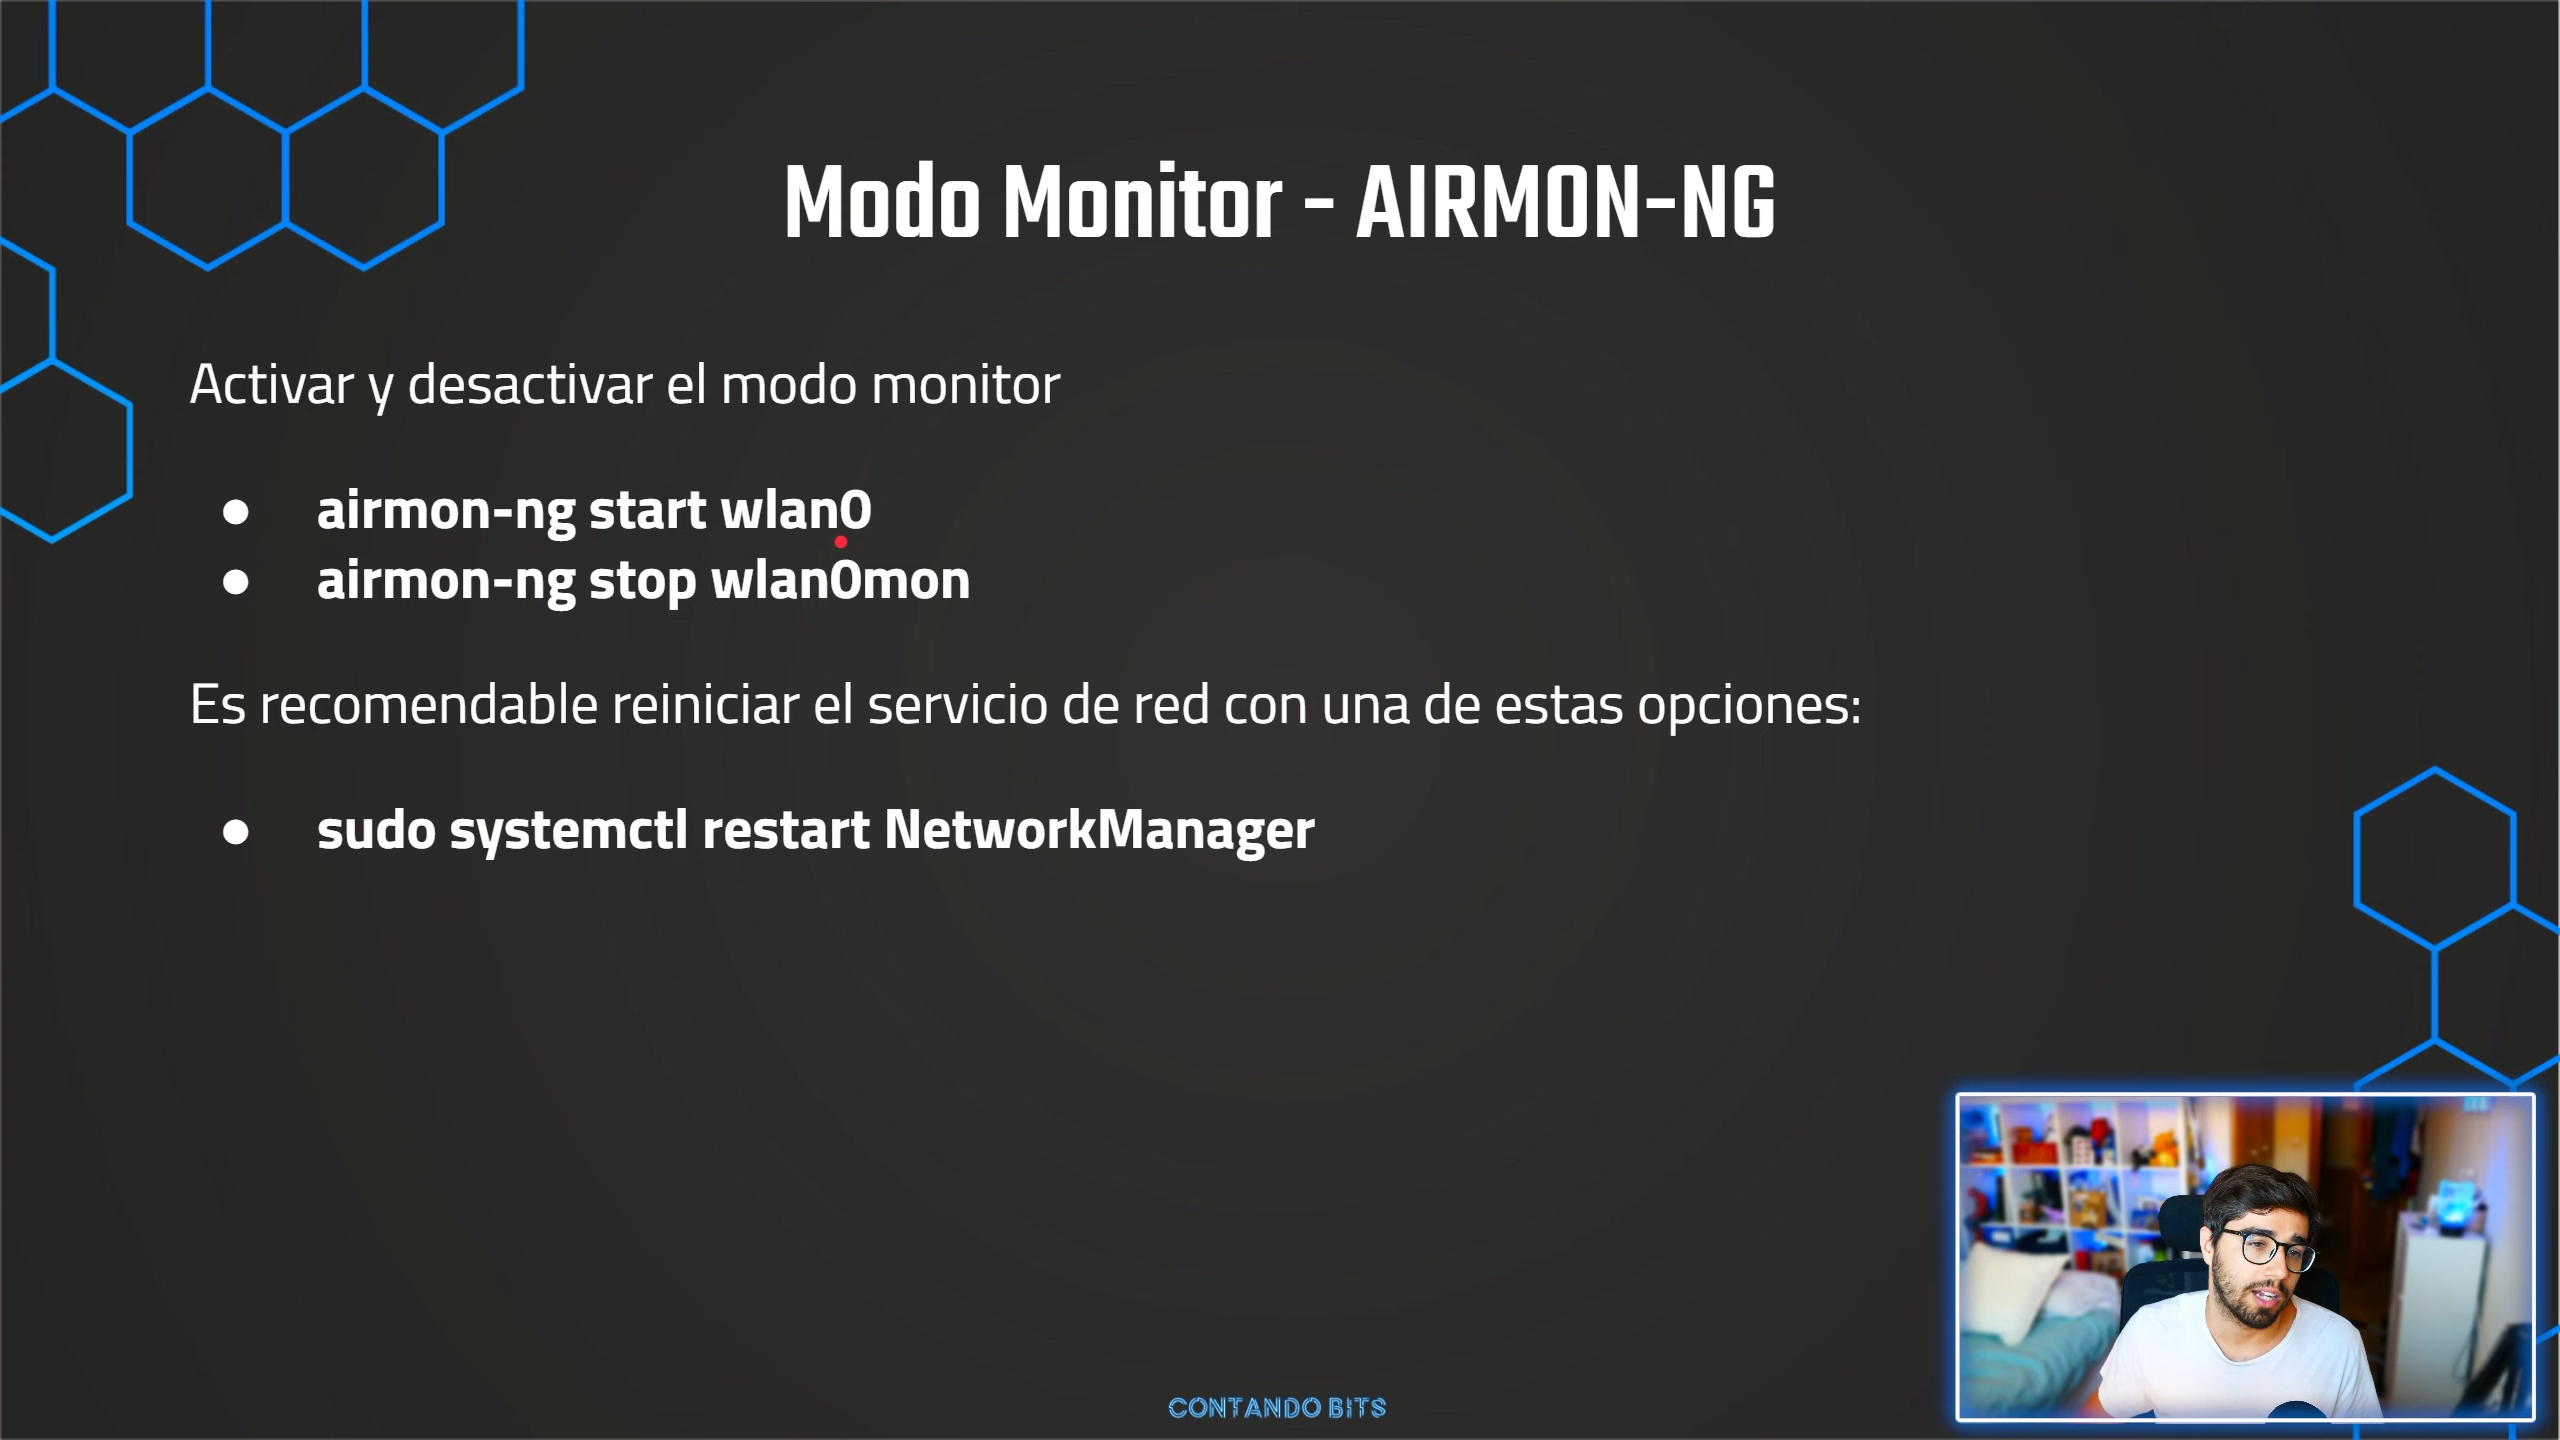 Modo Monitor - AIRMON-NG
Activar y desactivar el modo monitor
● airmon-ng start wlan0
● airmon-ng stop wlan0mon
Es recomendable reiniciar el servicio de red con una de estas opciones:
● sudo systemctl restart NetworkManager
CONTANDO BITS